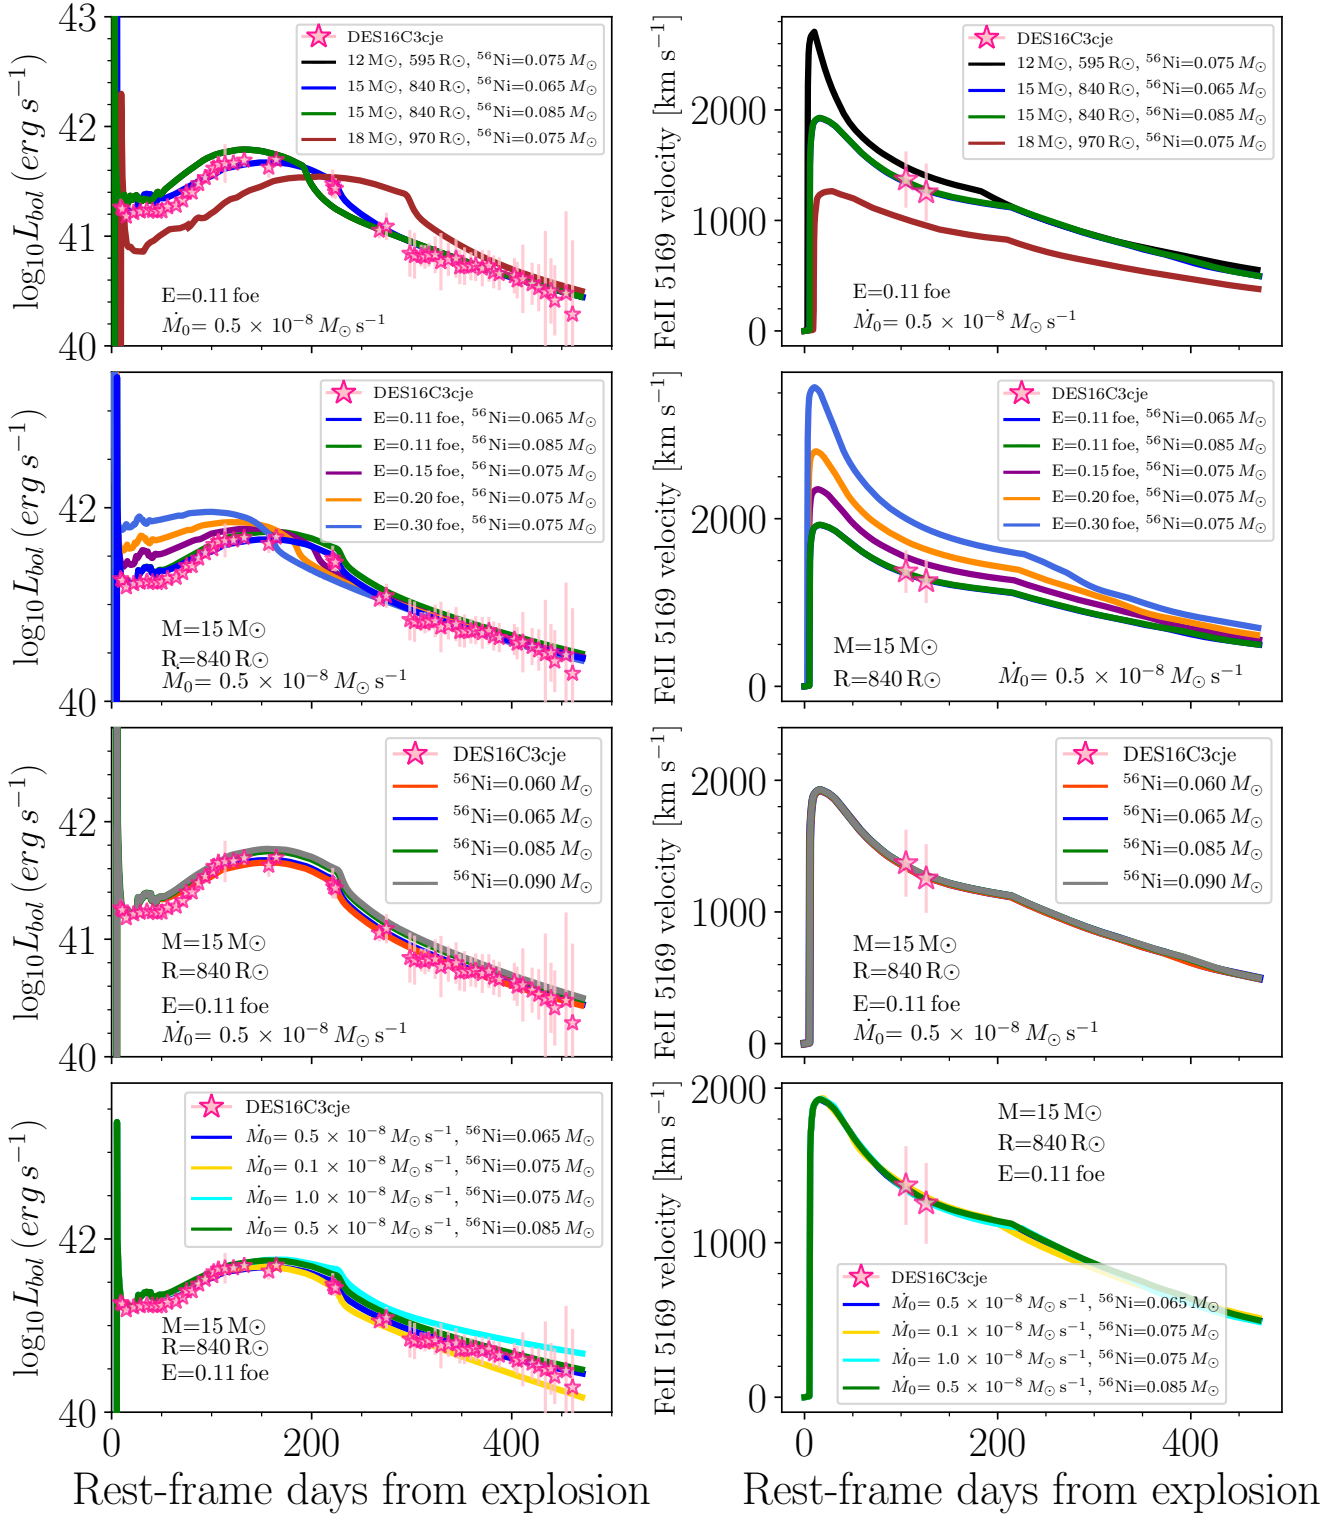 43
42
41
40
log₁₀L_bol (erg s⁻¹)
DES16C3cje
12 M⊙, 595 R⊙, ⁵⁶Ni=0.075 M⊙
15 M⊙, 840 R⊙, ⁵⁶Ni=0.065 M⊙
15 M⊙, 840 R⊙, ⁵⁶Ni=0.085 M⊙
18 M⊙, 970 R⊙, ⁵⁶Ni=0.075 M⊙
E=0.11 foe
Ṁ₀= 0.5 × 10⁻⁸ M⊙ s⁻¹
2000
1000
0
FeII 5169 velocity [km s⁻¹]
DES16C3cje
12 M⊙, 595 R⊙, ⁵⁶Ni=0.075 M⊙
15 M⊙, 840 R⊙, ⁵⁶Ni=0.065 M⊙
15 M⊙, 840 R⊙, ⁵⁶Ni=0.085 M⊙
18 M⊙, 970 R⊙, ⁵⁶Ni=0.075 M⊙
E=0.11 foe
Ṁ₀= 0.5 × 10⁻⁸ M⊙ s⁻¹
42
40
log₁₀L_bol (erg s⁻¹)
DES16C3cje
E=0.11 foe, ⁵⁶Ni=0.065 M⊙
E=0.11 foe, ⁵⁶Ni=0.085 M⊙
E=0.15 foe, ⁵⁶Ni=0.075 M⊙
E=0.20 foe, ⁵⁶Ni=0.075 M⊙
E=0.30 foe, ⁵⁶Ni=0.075 M⊙
M=15 M⊙
R=840 R⊙
Ṁ₀= 0.5 × 10⁻⁸ M⊙ s⁻¹
2000
0
FeII 5169 velocity [km s⁻¹]
DES16C3cje
E=0.11 foe, ⁵⁶Ni=0.065 M⊙
E=0.11 foe, ⁵⁶Ni=0.085 M⊙
E=0.15 foe, ⁵⁶Ni=0.075 M⊙
E=0.20 foe, ⁵⁶Ni=0.075 M⊙
E=0.30 foe, ⁵⁶Ni=0.075 M⊙
M=15 M⊙
R=840 R⊙
Ṁ₀= 0.5 × 10⁻⁸ M⊙ s⁻¹
42
41
40
log₁₀L_bol (erg s⁻¹)
DES16C3cje
⁵⁶Ni=0.060 M⊙
⁵⁶Ni=0.065 M⊙
⁵⁶Ni=0.085 M⊙
⁵⁶Ni=0.090 M⊙
M=15 M⊙
R=840 R⊙
E=0.11 foe
Ṁ₀= 0.5 × 10⁻⁸ M⊙ s⁻¹
2000
1000
0
FeII 5169 velocity [km s⁻¹]
DES16C3cje
⁵⁶Ni=0.060 M⊙
⁵⁶Ni=0.065 M⊙
⁵⁶Ni=0.085 M⊙
⁵⁶Ni=0.090 M⊙
M=15 M⊙
R=840 R⊙
E=0.11 foe
Ṁ₀= 0.5 × 10⁻⁸ M⊙ s⁻¹
42
40
log₁₀L_bol (erg s⁻¹)
DES16C3cje
Ṁ₀= 0.5 × 10⁻⁸ M⊙ s⁻¹, ⁵⁶Ni=0.065 M⊙
Ṁ₀= 0.1 × 10⁻⁸ M⊙ s⁻¹, ⁵⁶Ni=0.075 M⊙
Ṁ₀= 1.0 × 10⁻⁸ M⊙ s⁻¹, ⁵⁶Ni=0.075 M⊙
Ṁ₀= 0.5 × 10⁻⁸ M⊙ s⁻¹, ⁵⁶Ni=0.085 M⊙
M=15 M⊙
R=840 R⊙
E=0.11 foe
0 200 400
Rest-frame days from explosion
2000
1000
0
FeII 5169 velocity [km s⁻¹]
M=15 M⊙
R=840 R⊙
E=0.11 foe
DES16C3cje
Ṁ₀= 0.5 × 10⁻⁸ M⊙ s⁻¹, ⁵⁶Ni=0.065 M⊙
Ṁ₀= 0.1 × 10⁻⁸ M⊙ s⁻¹, ⁵⁶Ni=0.075 M⊙
Ṁ₀= 1.0 × 10⁻⁸ M⊙ s⁻¹, ⁵⁶Ni=0.075 M⊙
Ṁ₀= 0.5 × 10⁻⁸ M⊙ s⁻¹, ⁵⁶Ni=0.085 M⊙
0 200 400
Rest-frame days from explosion